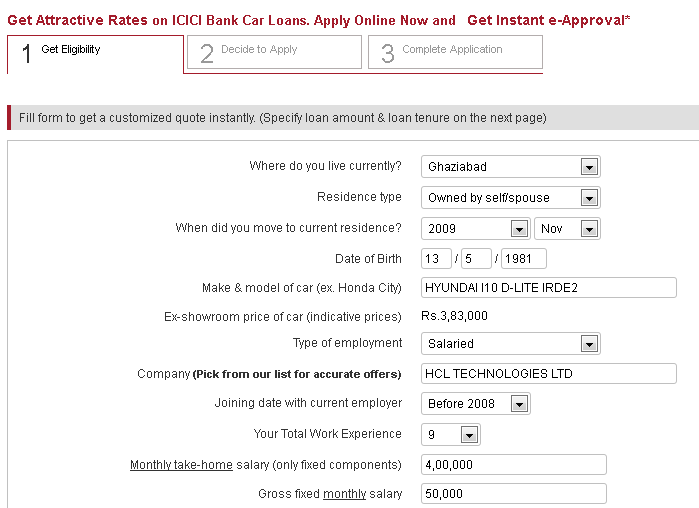 Get Attractive Rates on ICICI Bank Car Loans. Apply Online Now and Get Instant e-Approval*
1 Get Eligibility 2 Decide to Apply 3 Complete Application
Fill form to get a customized quote instantly. (Specify loan amount & loan tenure on the next page)
Where do you live currently? Ghaziabad
Residence type Owned by self/spouse
When did you move to current residence? 2009 Nov
Date of Birth 13 / 5 / 1981
Make & model of car (ex. Honda City) HYUNDAI I10 D-LITE IRDE2
Ex-showroom price of car (indicative prices) Rs.3,83,000
Type of employment Salaried
Company (Pick from our list for accurate offers) HCL TECHNOLOGIES LTD
Joining date with current employer Before 2008
Your Total Work Experience 9
Monthly take-home salary (only fixed components) 4,00,000
Gross fixed monthly salary 50,000